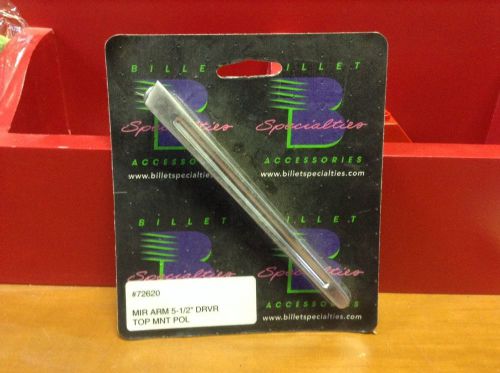 BILLET BILLET
Specialties Specialties
ACCESSORIES ACCESSORIES
www.billetspecialties.com www.billetspecialties.com
BILLET BILLET
Specialties
ACCESSORIES
www.billetspecialties.com
#72620
MIR ARM 5-1/2" DRVR
TOP MNT POL